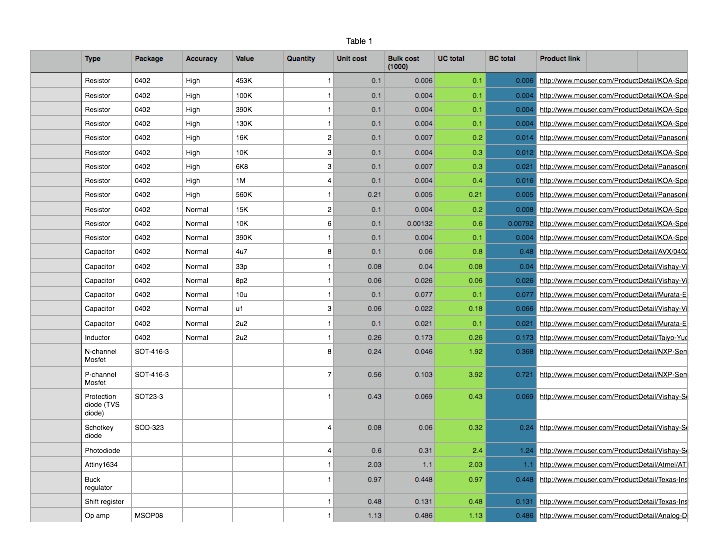 Table 1
Type Package Accuracy Value Quantity Unit cost Bulk cost (1000) UC total BC total Product link
Resistor 0402 High 453K 1 0.1 0.006 0.1 0.006 http://www.mouser.com/ProductDetail/KOA-Spe
Resistor 0402 High 100K 1 0.1 0.004 0.1 0.004 http://www.mouser.com/ProductDetail/KOA-Spe
Resistor 0402 High 390K 1 0.1 0.004 0.1 0.004 http://www.mouser.com/ProductDetail/KOA-Spe
Resistor 0402 High 130K 1 0.1 0.004 0.1 0.004 http://www.mouser.com/ProductDetail/KOA-Spe
Resistor 0402 High 16K 2 0.1 0.007 0.2 0.014 http://www.mouser.com/ProductDetail/Panasoni
Resistor 0402 High 10K 3 0.1 0.004 0.3 0.012 http://www.mouser.com/ProductDetail/KOA-Spe
Resistor 0402 High 6K8 3 0.1 0.007 0.3 0.021 http://www.mouser.com/ProductDetail/Panasoni
Resistor 0402 High 1M 4 0.1 0.004 0.4 0.016 http://www.mouser.com/ProductDetail/KOA-Spe
Resistor 0402 High 560K 1 0.21 0.005 0.21 0.005 http://www.mouser.com/ProductDetail/Panasoni
Resistor 0402 Normal 15K 2 0.1 0.004 0.2 0.008 http://www.mouser.com/ProductDetail/KOA-Spe
Resistor 0402 Normal 10K 6 0.1 0.00132 0.6 0.00792 http://www.mouser.com/ProductDetail/KOA-Spe
Resistor 0402 Normal 390K 1 0.1 0.004 0.1 0.004 http://www.mouser.com/ProductDetail/KOA-Spe
Capacitor 0402 Normal 4u7 8 0.1 0.06 0.8 0.48 http://www.mouser.com/ProductDetail/AVX/0402
Capacitor 0402 Normal 33p 1 0.08 0.04 0.08 0.04 http://www.mouser.com/ProductDetail/Vishay-Vi
Capacitor 0402 Normal 8p2 1 0.06 0.026 0.06 0.026 http://www.mouser.com/ProductDetail/Vishay-Vi
Capacitor 0402 Normal 10u 1 0.1 0.077 0.1 0.077 http://www.mouser.com/ProductDetail/Murata-E
Capacitor 0402 Normal u1 3 0.06 0.022 0.18 0.066 http://www.mouser.com/ProductDetail/Vishay-Vi
Capacitor 0402 Normal 2u2 1 0.1 0.021 0.1 0.021 http://www.mouser.com/ProductDetail/Murata-E
Inductor 0402 Normal 2u2 1 0.26 0.173 0.26 0.173 http://www.mouser.com/ProductDetail/Taiyo-Yuc
N-channel Mosfet SOT-416-3 8 0.24 0.046 1.92 0.368 http://www.mouser.com/ProductDetail/NXP-Sem
P-channel Mosfet SOT-416-3 7 0.56 0.103 3.92 0.721 http://www.mouser.com/ProductDetail/NXP-Sem
Protection diode (TVS diode) SOT23-3 1 0.43 0.069 0.43 0.069 http://www.mouser.com/ProductDetail/Vishay-Se
Schotkey diode SOD-323 4 0.08 0.06 0.32 0.24 http://www.mouser.com/ProductDetail/Vishay-Se
Photodiode 4 0.6 0.31 2.4 1.24 http://www.mouser.com/ProductDetail/Vishay-Se
Attiny1634 1 2.03 1.1 2.03 1.1 http://www.mouser.com/ProductDetail/Atmel/AT
Buck regulator 1 0.97 0.448 0.97 0.448 http://www.mouser.com/ProductDetail/Texas-Ins
Shift register 1 0.48 0.131 0.48 0.131 http://www.mouser.com/ProductDetail/Texas-Ins
Op amp MSOP08 1 1.13 0.486 1.13 0.486 http://www.mouser.com/ProductDetail/Analog-D